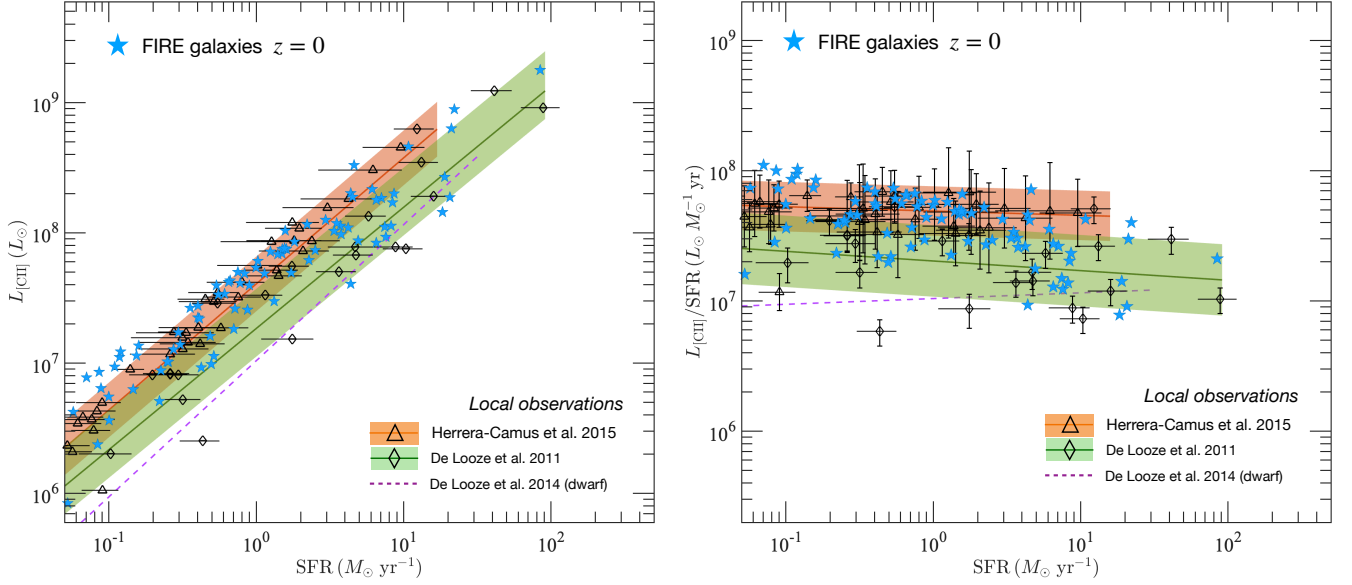 FIRE galaxies z = 0
10⁹
10⁸
10⁷
10⁶
L[CII] (L⊙)
Local observations
Herrera-Camus et al. 2015
De Looze et al. 2011
De Looze et al. 2014 (dwarf)
10⁻¹
10⁰
10¹
10²
SFR (M⊙ yr⁻¹)
FIRE galaxies z = 0
10⁹
10⁸
10⁷
10⁶
L[CII]/SFR (L⊙ M⊙⁻¹ yr)
Local observations
Herrera-Camus et al. 2015
De Looze et al. 2011
De Looze et al. 2014 (dwarf)
10⁻¹
10⁰
10¹
10²
SFR (M⊙ yr⁻¹)